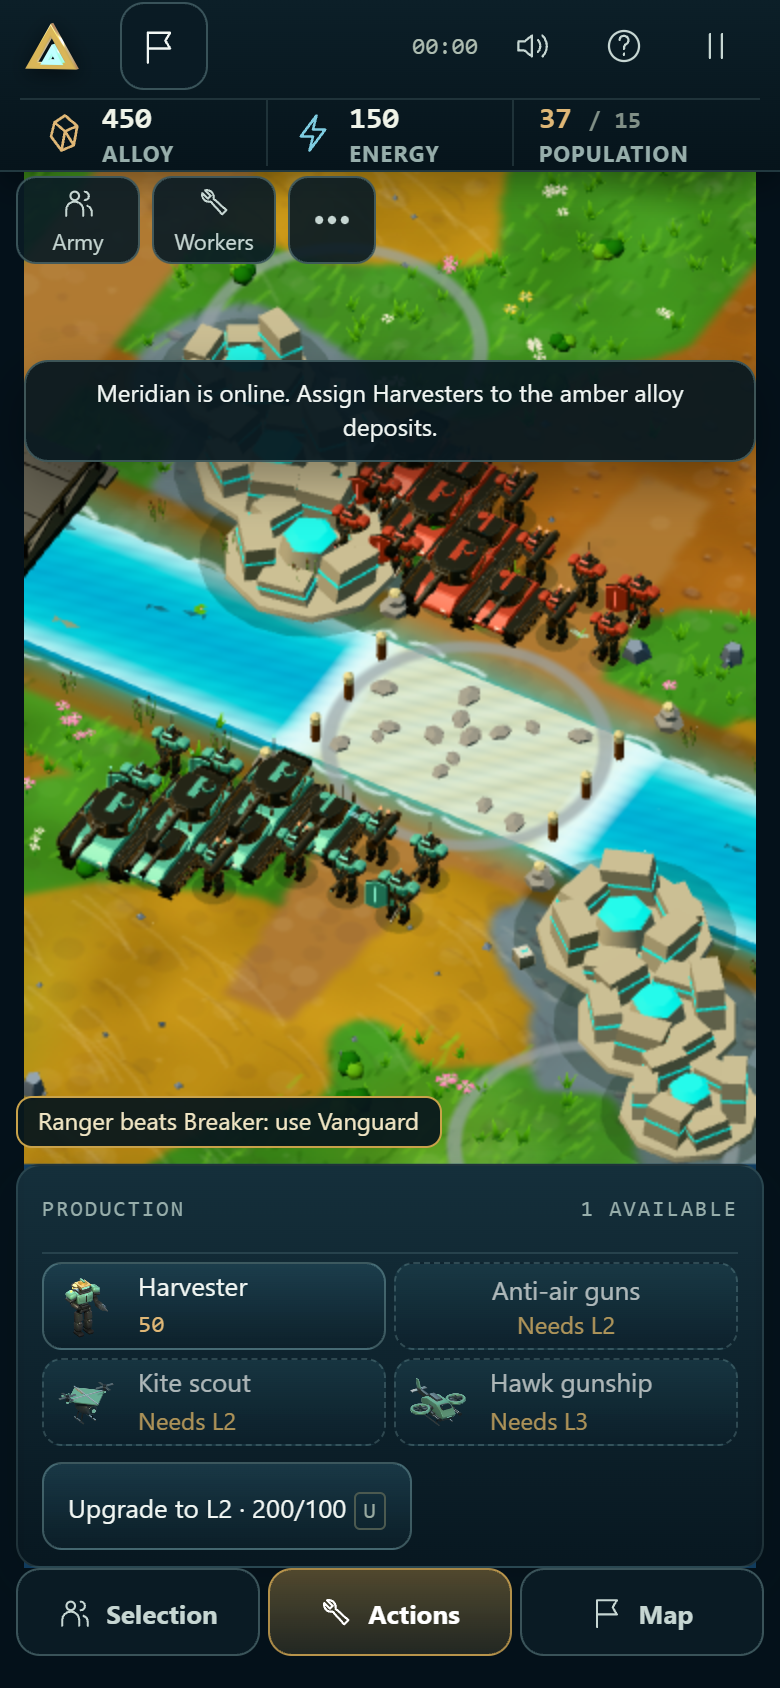 00:00
450
ALLOY
150
ENERGY
37 / 15
POPULATION
Army
Workers
Meridian is online. Assign Harvesters to the amber alloy
deposits.
Ranger beats Breaker: use Vanguard
PRODUCTION
1 AVAILABLE
Harvester
50
Anti-air guns
Needs L2
Kite scout
Needs L2
Hawk gunship
Needs L3
Upgrade to L2 · 200/100 U
Selection
Actions
Map